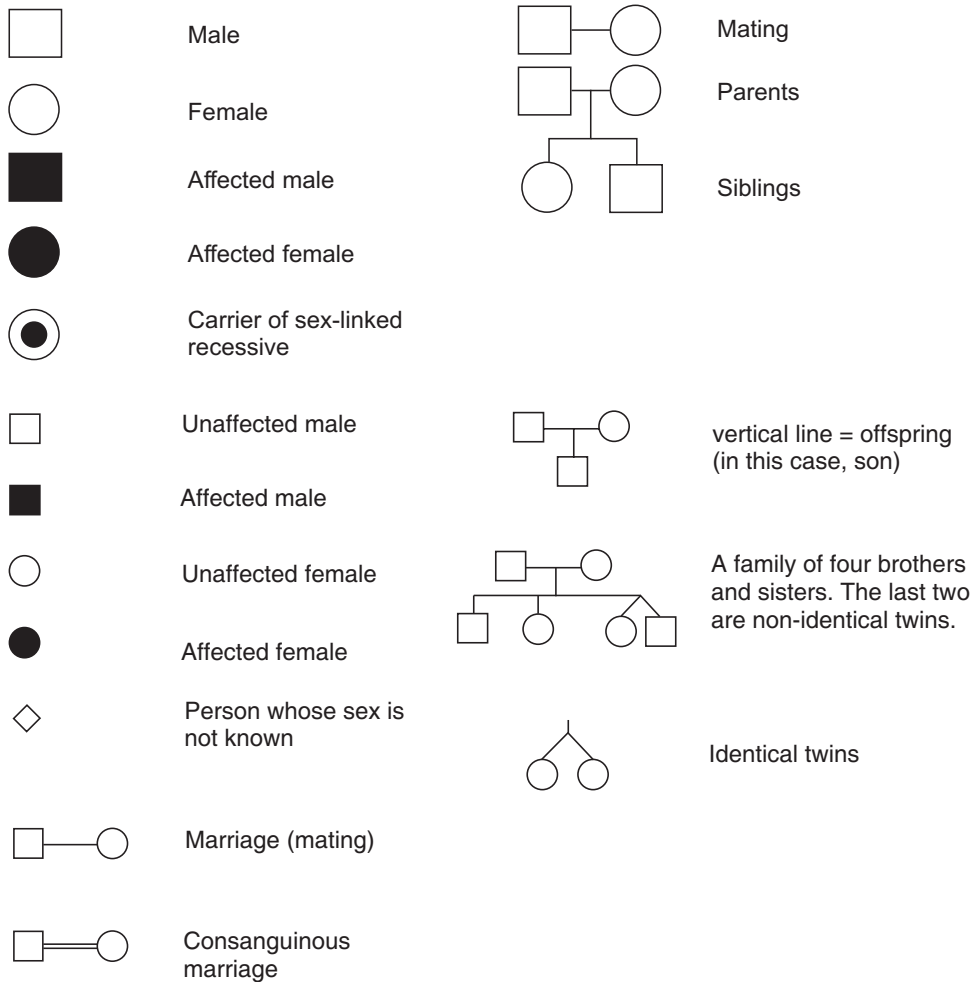 Male
Female
Affected male
Affected female
Carrier of sex-linked
recessive
Unaffected male
Affected male
Unaffected female
Affected female
Person whose sex is
not known
Marriage (mating)
Consanguinous
marriage
Mating
Parents
Siblings
vertical line = offspring
(in this case, son)
A family of four brothers
and sisters. The last two
are non-identical twins.
Identical twins